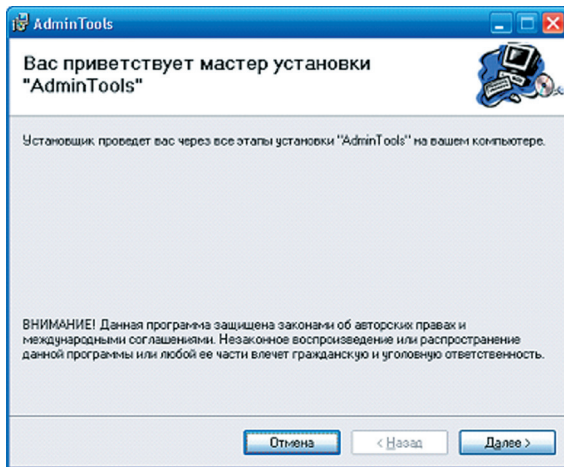 AdminTools
Вас приветствует мастер установки
"AdminTools"
Установщик проведет вас через все этапы установки "AdminTools" на вашем компьютере.
ВНИМАНИЕ! Данная программа защищена законами об авторских правах и
международными соглашениями. Незаконное воспроизведение или распространение
данной программы или любой ее части влечет гражданскую и уголовную ответственность.
Отмена
< Назад
Далее >